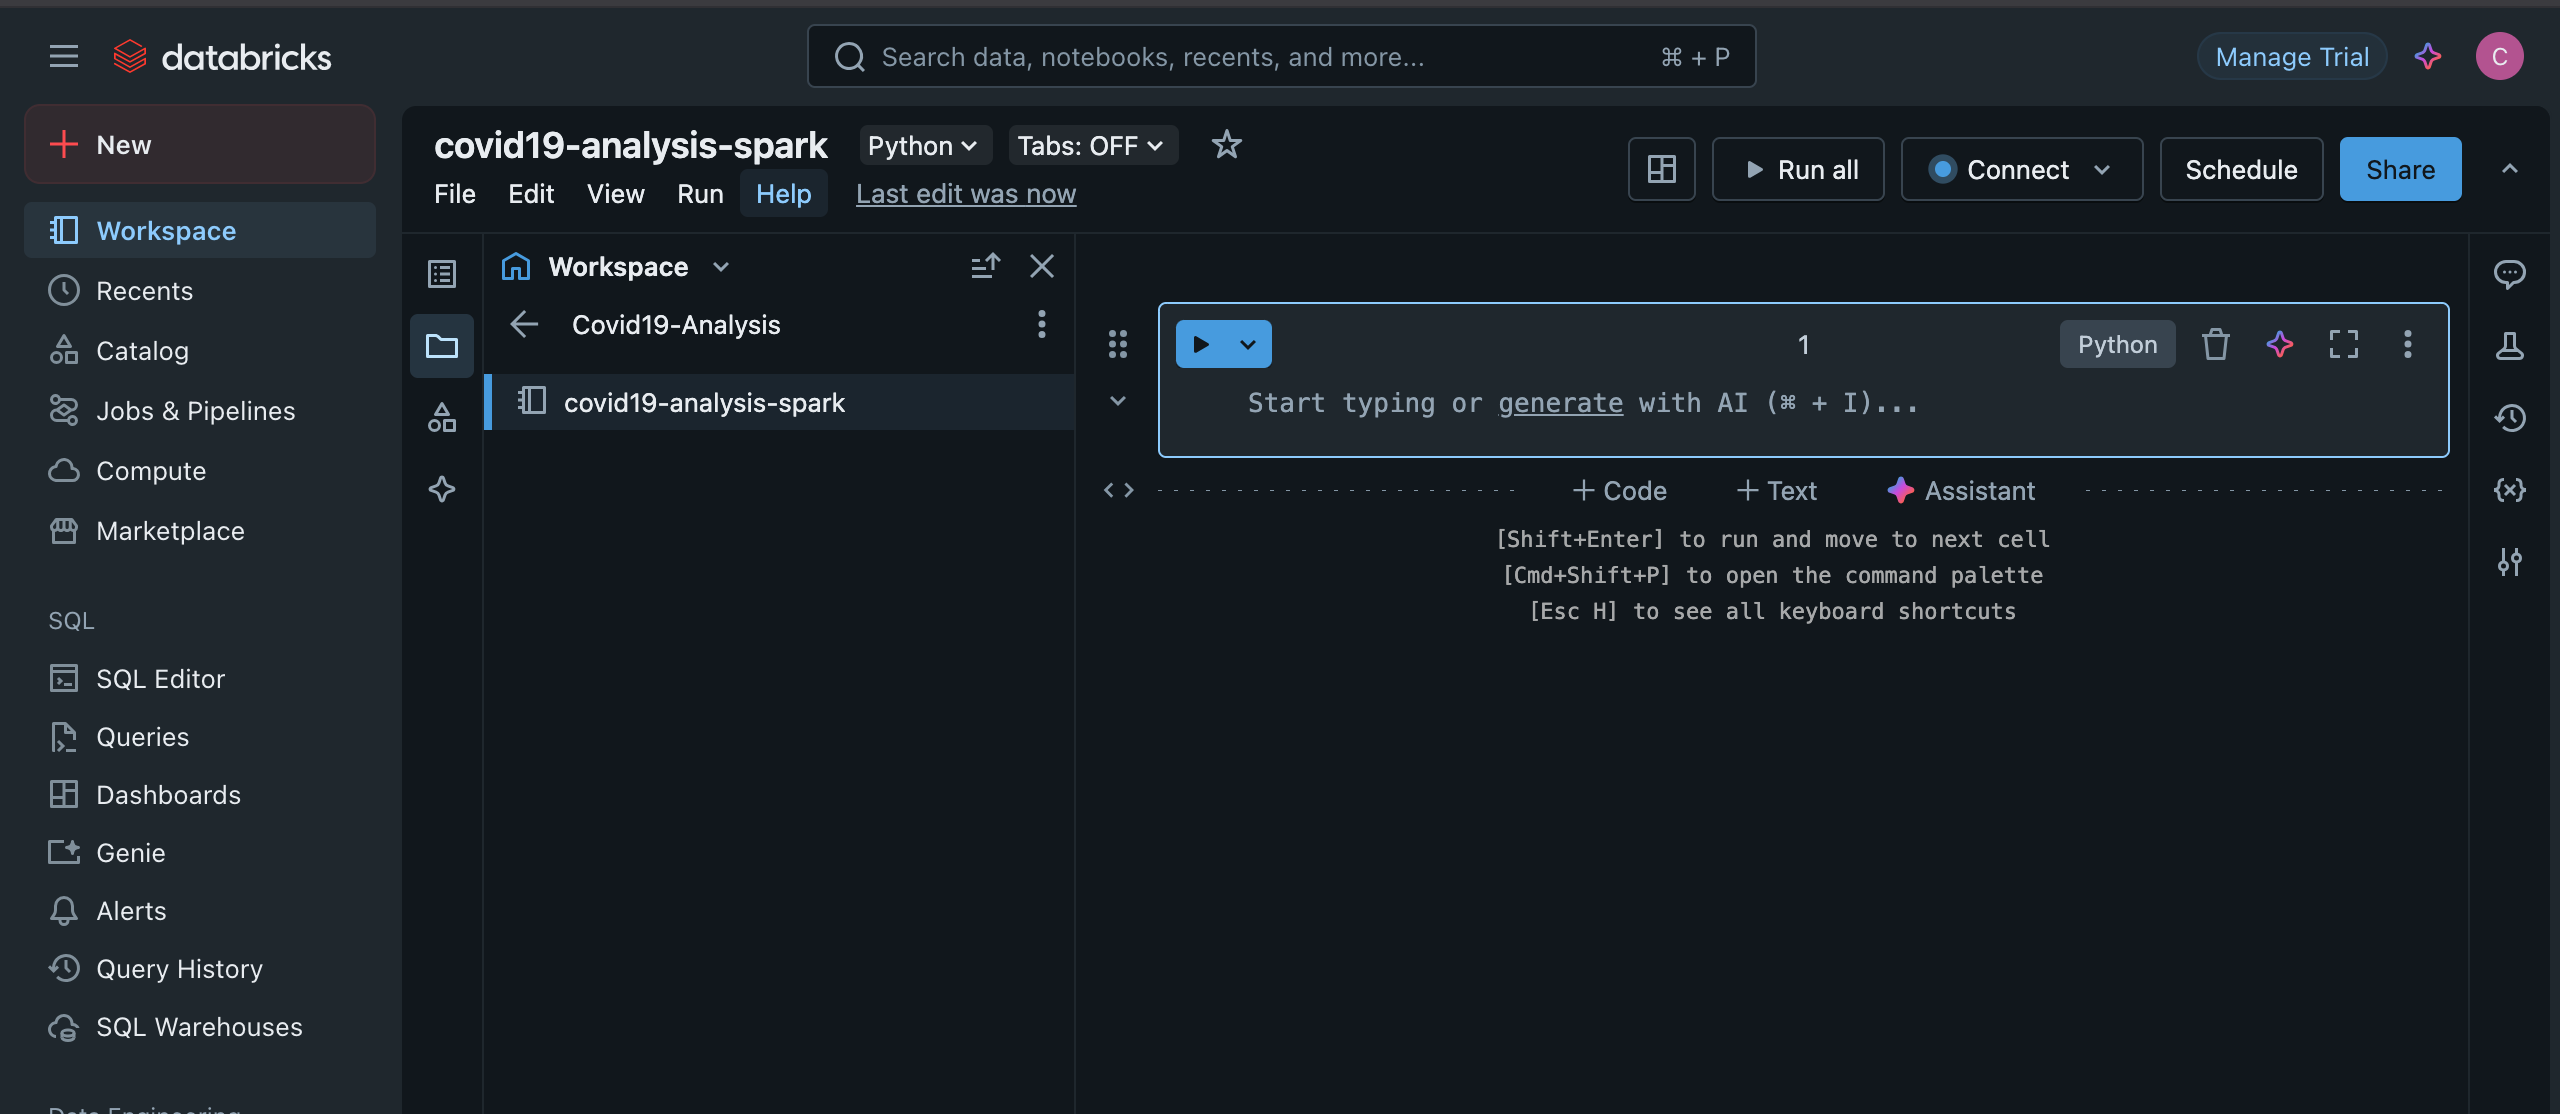 databricks
Search data, notebooks, recents, and more...
⌘ + P
Manage Trial
C
New
Workspace
Recents
Catalog
Jobs & Pipelines
Compute
Marketplace
SQL
SQL Editor
Queries
Dashboards
Genie
Alerts
Query History
SQL Warehouses
Data Engineering
covid19-analysis-spark
Python
Tabs: OFF
File Edit View Run Help Last edit was now
Run all
Connect
Schedule
Share
Workspace
Covid19-Analysis
covid19-analysis-spark
1
Python
Start typing or generate with AI (⌘ + I)...
+ Code + Text Assistant
[Shift+Enter] to run and move to next cell
[Cmd+Shift+P] to open the command palette
[Esc H] to see all keyboard shortcuts